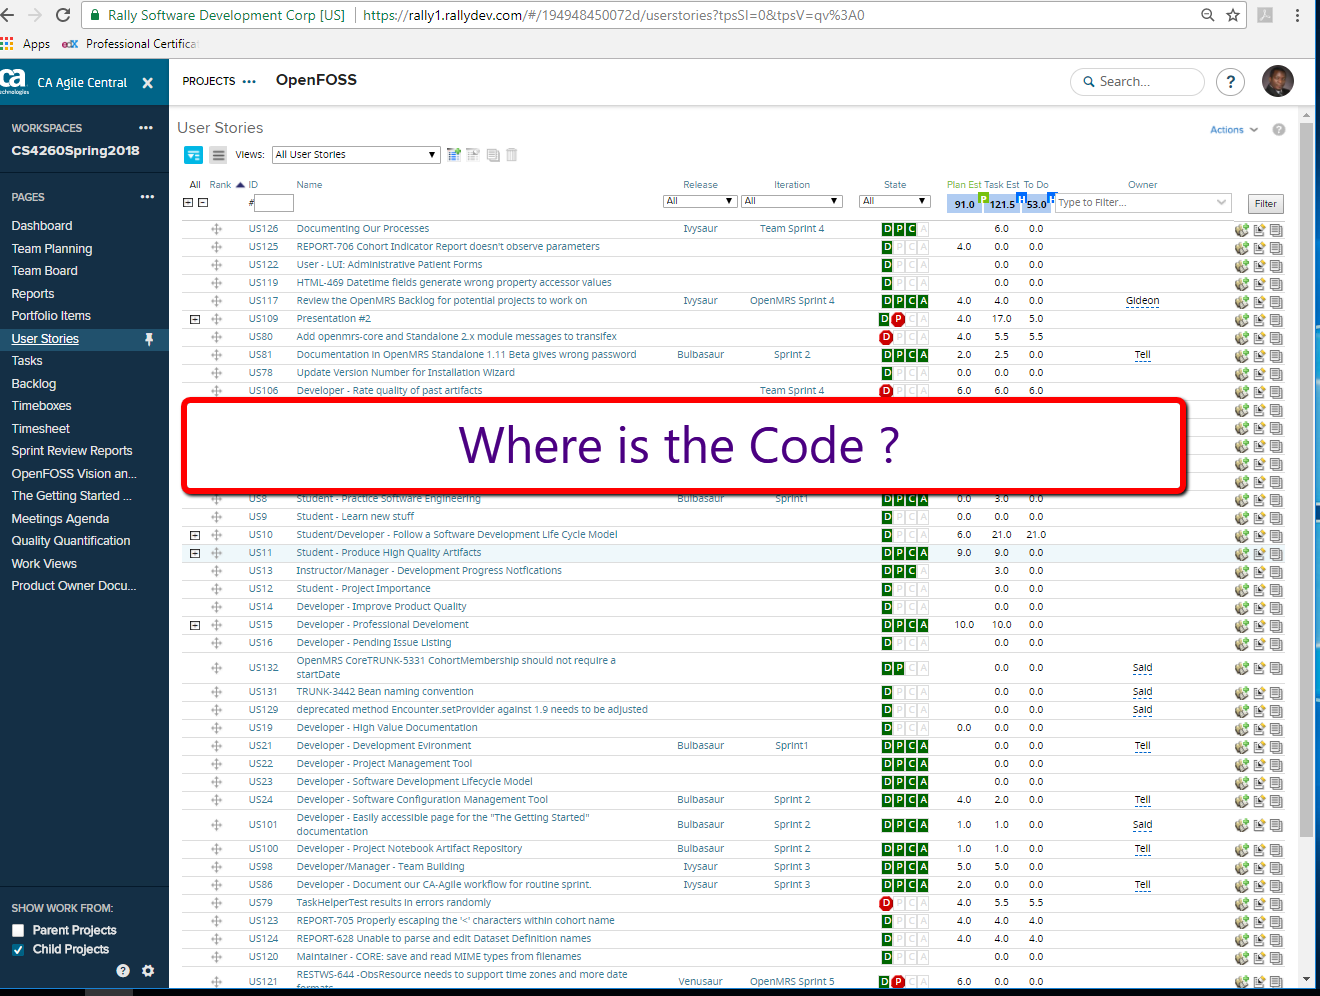 Rally Software Development Corp [US] | https://rally1.rallydev.com/#/194948450072d/userstories?tpsSI=0&tpsV=qv%3A0
Apps edX Professional Certifica
ca technologies CA Agile Central PROJECTS ••• OpenFOSS Search... ?
WORKSPACES •••
CS4260Spring2018
PAGES •••
Dashboard
Team Planning
Team Board
Reports
Portfolio Items
User Stories
Tasks
Backlog
Timeboxes
Timesheet
Sprint Review Reports
OpenFOSS Vision an...
The Getting Started ...
Meetings Agenda
Quality Quantification
Work Views
Product Owner Docu...
SHOW WORK FROM:
Parent Projects
Child Projects
?
User Stories Actions ?
Views: All User Stories
All Rank ID Name Release Iteration State Plan Est Task Est To Do Owner
# All All All 91.0 P 121.5 H 53.0 H Type to Filter... Filter
US126 Documenting Our Processes Ivysaur Team Sprint 4 D P C A 6.0 0.0
US125 REPORT-706 Cohort Indicator Report doesn't observe parameters D P C A 4.0 0.0 0.0
US122 User - LUI: Administrative Patient Forms D P C A 0.0 0.0
US119 HTML-469 Datetime fields generate wrong property accessor values D P C A 0.0 0.0
US117 Review the OpenMRS Backlog for potential projects to work on Ivysaur OpenMRS Sprint 4 D P C A 4.0 4.0 0.0 Gideon
US109 Presentation #2 D P C A 4.0 17.0 5.0
US80 Add openmrs-core and Standalone 2.x module messages to transifex D P C A 4.0 5.5 5.5
US81 Documentation in OpenMRS Standalone 1.11 Beta gives wrong password Bulbasaur Sprint 2 D P C A 2.0 2.5 0.0 Tell
US78 Update Version Number for Installation Wizard D P C A 0.0 0.0 0.0
US106 Developer - Rate quality of past artifacts Team Sprint 4 D P C A 6.0 6.0 6.0
Where is the Code ?
US8 Student - Practice Software Engineering Bulbasaur Sprint1 D P C A 0.0 3.0 0.0
US9 Student - Learn new stuff D P C A 0.0 0.0 0.0
US10 Student/Developer - Follow a Software Development Life Cycle Model D P C A 6.0 21.0 21.0
US11 Student - Produce High Quality Artifacts D P C A 9.0 9.0 0.0
US13 Instructor/Manager - Development Progress Notfications D P C A 3.0 0.0
US12 Student - Project Importance D P C A 0.0 0.0
US14 Developer - Improve Product Quality D P C A 0.0 0.0
US15 Developer - Professional Develoment D P C A 10.0 10.0 0.0
US16 Developer - Pending Issue Listing D P C A 0.0 0.0
US132 OpenMRS CoreTRUNK-5331 CohortMembership should not require a
startDate D P C A 0.0 0.0 Said
US131 TRUNK-3442 Bean naming convention D P C A 0.0 0.0 Said
US129 deprecated method Encounter.setProvider against 1.9 needs to be adjusted D P C A 0.0 0.0 Said
US19 Developer - High Value Documentation D P C A 0.0 0.0 0.0
US21 Developer - Development Evironment Bulbasaur Sprint1 D P C A 0.0 0.0 Tell
US22 Developer - Project Management Tool D P C A 0.0 0.0
US23 Developer - Software Development Lifecycle Model D P C A 0.0 0.0
US24 Developer - Software Configuration Management Tool Bulbasaur Sprint 2 D P C A 4.0 2.0 0.0 Tell
US101 Developer - Easily accessible page for the "The Getting Started"
documentation Bulbasaur Sprint 2 D P C A 1.0 1.0 0.0 Said
US100 Developer - Project Notebook Artifact Repository Bulbasaur Sprint 2 D P C A 1.0 1.0 0.0 Tell
US98 Developer/Manager - Team Building Ivysaur Sprint 3 D P C A 5.0 5.0 0.0
US86 Developer - Document our CA-Agile workflow for routine sprint. Ivysaur Sprint 3 D P C A 2.0 0.0 0.0 Tell
US79 TaskHelperTest results in errors randomly D P C A 4.0 5.5 5.5
US123 REPORT-705 Properly escaping the '<' characters within cohort name D P C A 4.0 4.0 4.0
US124 REPORT-628 Unable to parse and edit Dataset Definition names D P C A 4.0 4.0 4.0
US120 Maintainer - CORE: save and read MIME types from filenames D P C A 0.0 0.0
US121 RESTWS-644 -ObsResource needs to support time zones and more date
formats Venusaur OpenMRS Sprint 5 D P C A 6.0 0.0 0.0